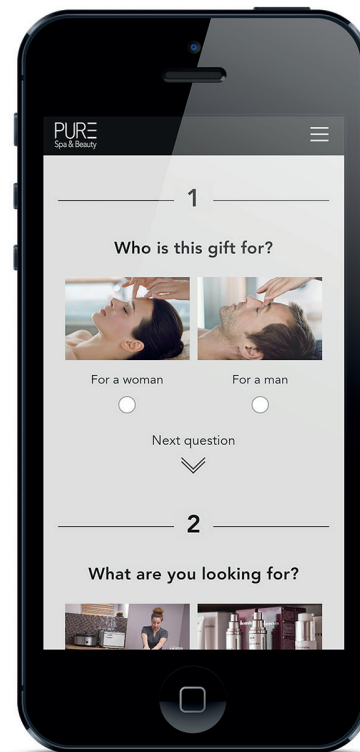 PURE
Spa & Beauty
1
Who is this gift for?
For a woman
For a man
Next question
2
What are you looking for?